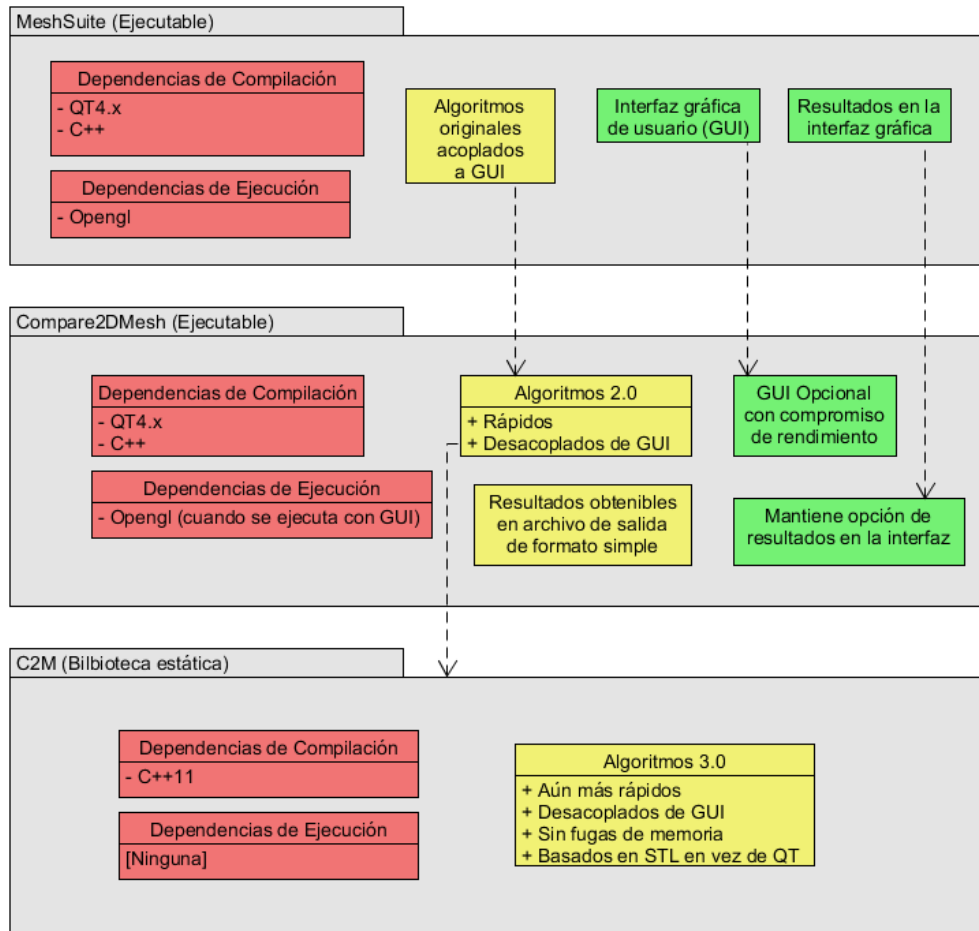 MeshSuite (Ejecutable)
Dependencias de Compilación
- QT4.x
- C++
Dependencias de Ejecución
- Opengl
Algoritmos
originales
acoplados
a GUI
Interfaz gráfica
de usuario (GUI)
Resultados en la
interfaz gráfica
Compare2DMesh (Ejecutable)
Dependencias de Compilación
- QT4.x
- C++
Dependencias de Ejecución
- Opengl (cuando se ejecuta con GUI)
Algoritmos 2.0
+ Rápidos
+ Desacoplados de GUI
Resultados obtenibles
en archivo de salida
de formato simple
GUI Opcional
con compromiso
de rendimiento
Mantiene opción de
resultados en la interfaz
C2M (Bilbioteca estática)
Dependencias de Compilación
- C++11
Dependencias de Ejecución
[Ninguna]
Algoritmos 3.0
+ Aún más rápidos
+ Desacoplados de GUI
+ Sin fugas de memoria
+ Basados en STL en vez de QT